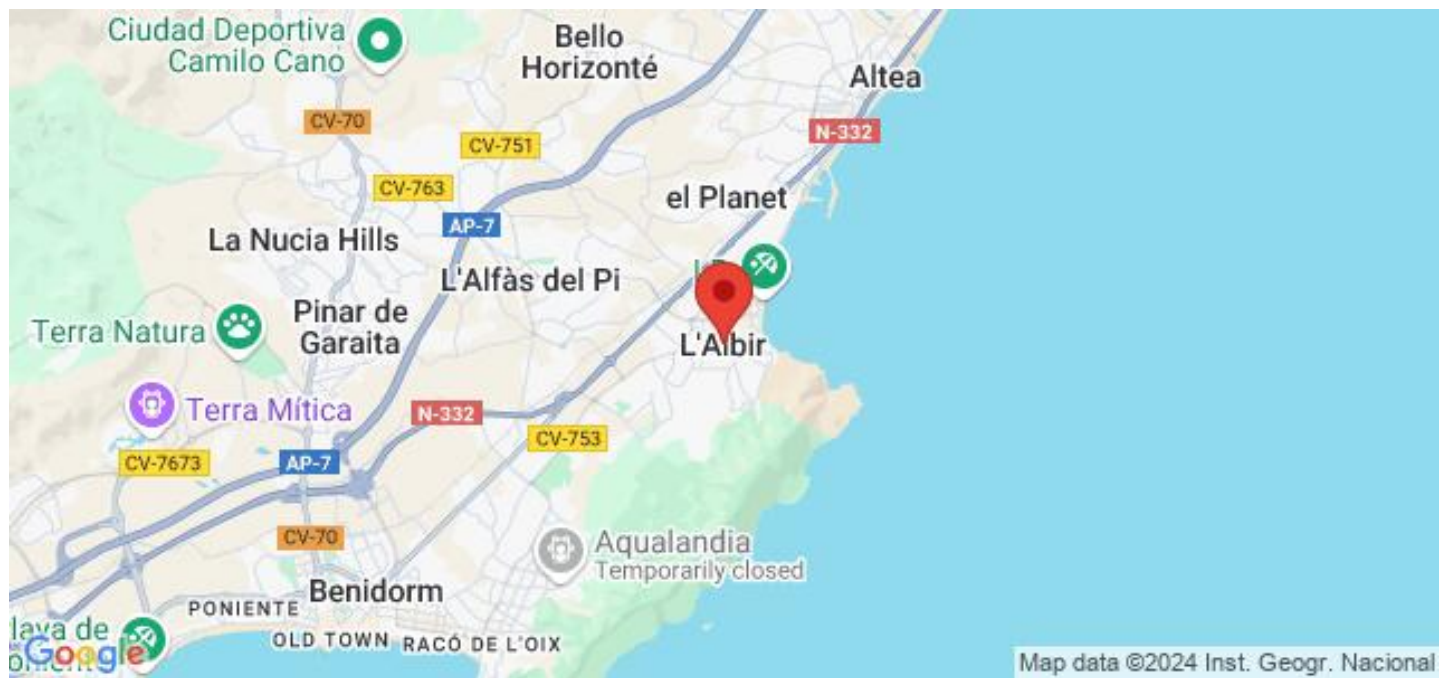 Ciudad Deportiva
Camilo Cano
Bello
Horizonté
Altea
CV-70
N-332
CV-751
CV-763
el Planet
AP-7
La Nucia Hills
L'Alfàs del Pi
Pinar de
Garaita
Terra Natura
L'Albir
Terra Mítica
N-332
CV-753
CV-7673
AP-7
CV-70
Aqualandia
Temporarily closed
Benidorm
PONIENTE
OLD TOWN
RACÓ DE L'OIX
de
Google
Map data ©2024 Inst. Geogr. Nacional